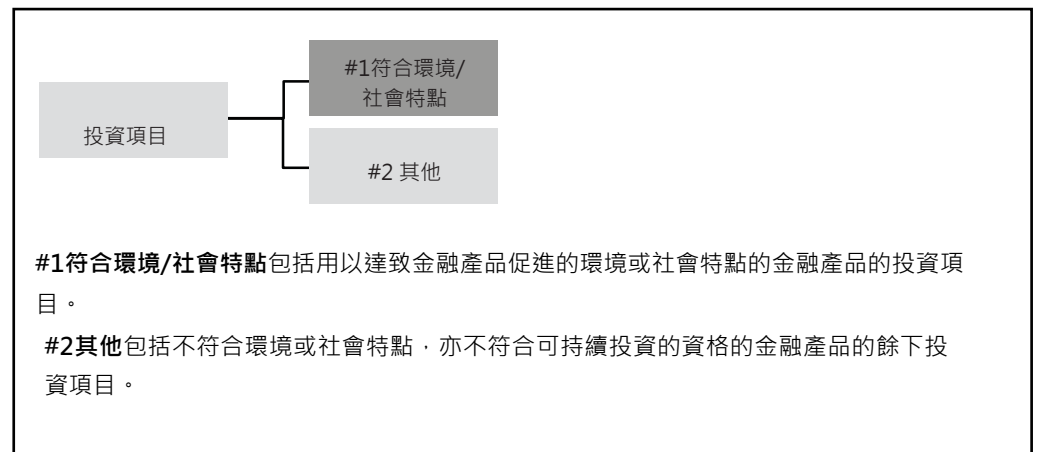 #1符合環境/
社會特點
投資項目
#2 其他
#1符合環境/社會特點包括用以達致金融產品促進的環境或社會特點的金融產品的投資項
目。
#2其他包括不符合環境或社會特點，亦不符合可持續投資的資格的金融產品的餘下投
資項目。